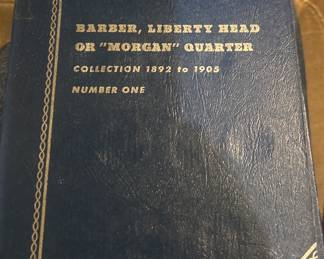 BARBER, LIBERTY HEAD
OR "MORGAN" QUARTER
COLLECTION 1892 to 1905
NUMBER ONE